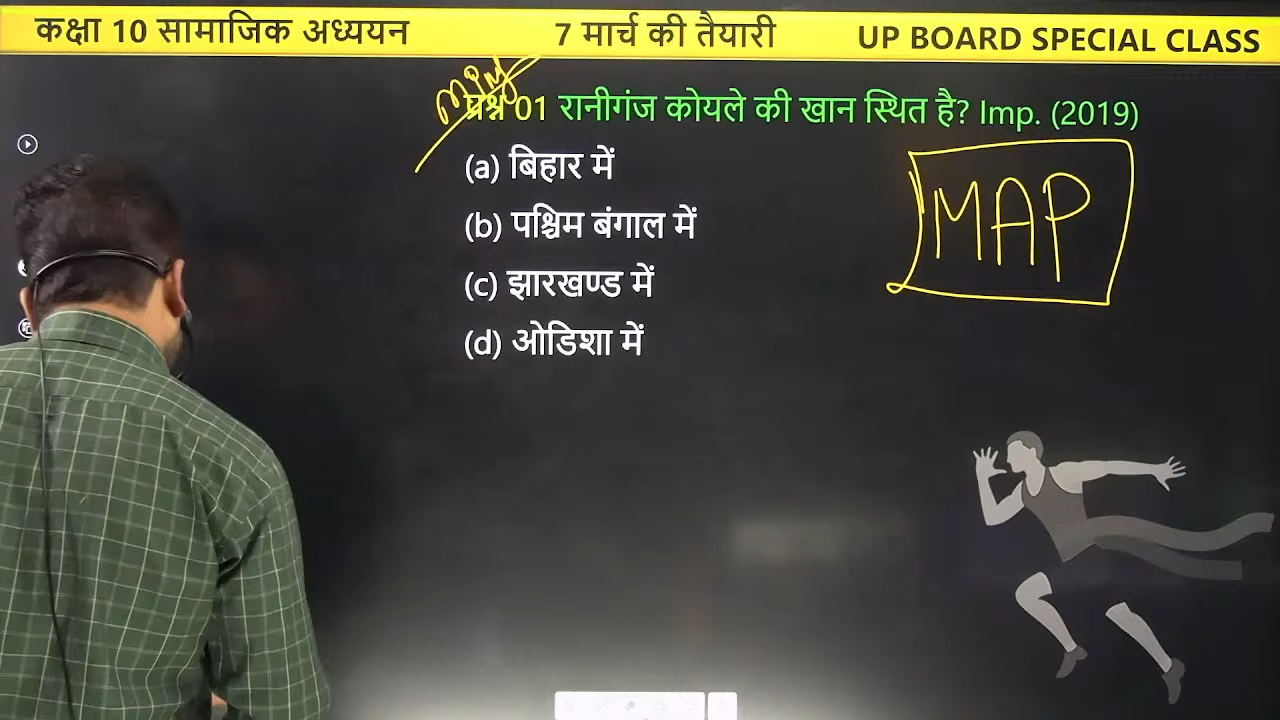 कक्षा 10 सामाजिक अध्ययन 7 मार्च की तैयारी UP BOARD SPECIAL CLASS
प्रश्न 01 रानीगंज कोयले की खान स्थित है? Imp. (2019)
(a) बिहार में
(b) पश्चिम बंगाल में
(c) झारखण्ड में
(d) ओडिशा में
MAP